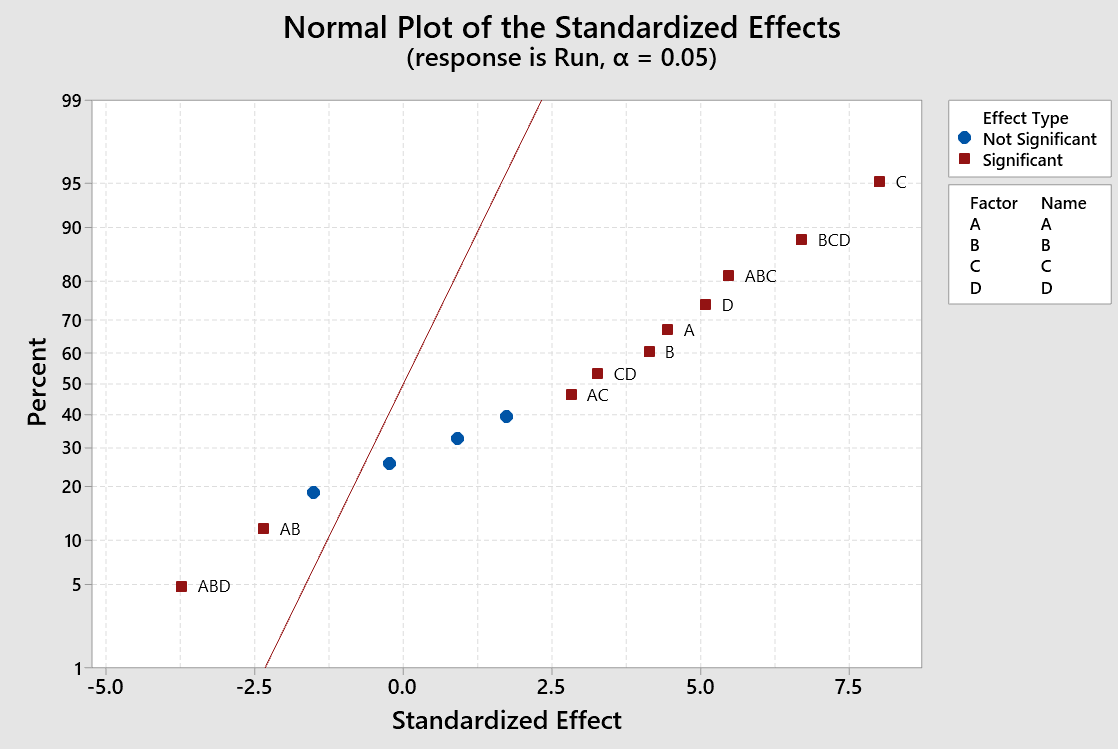 Normal Plot of the Standardized Effects
(response is Run, α = 0.05)
99
95
90
80
70
60
50
40
30
20
10
5
1
Percent
C
BCD
ABC
D
A
B
CD
AC
AB
ABD
-5.0 -2.5 0.0 2.5 5.0 7.5
Standardized Effect
Effect Type
Not Significant
Significant
Factor Name
A A
B B
C C
D D